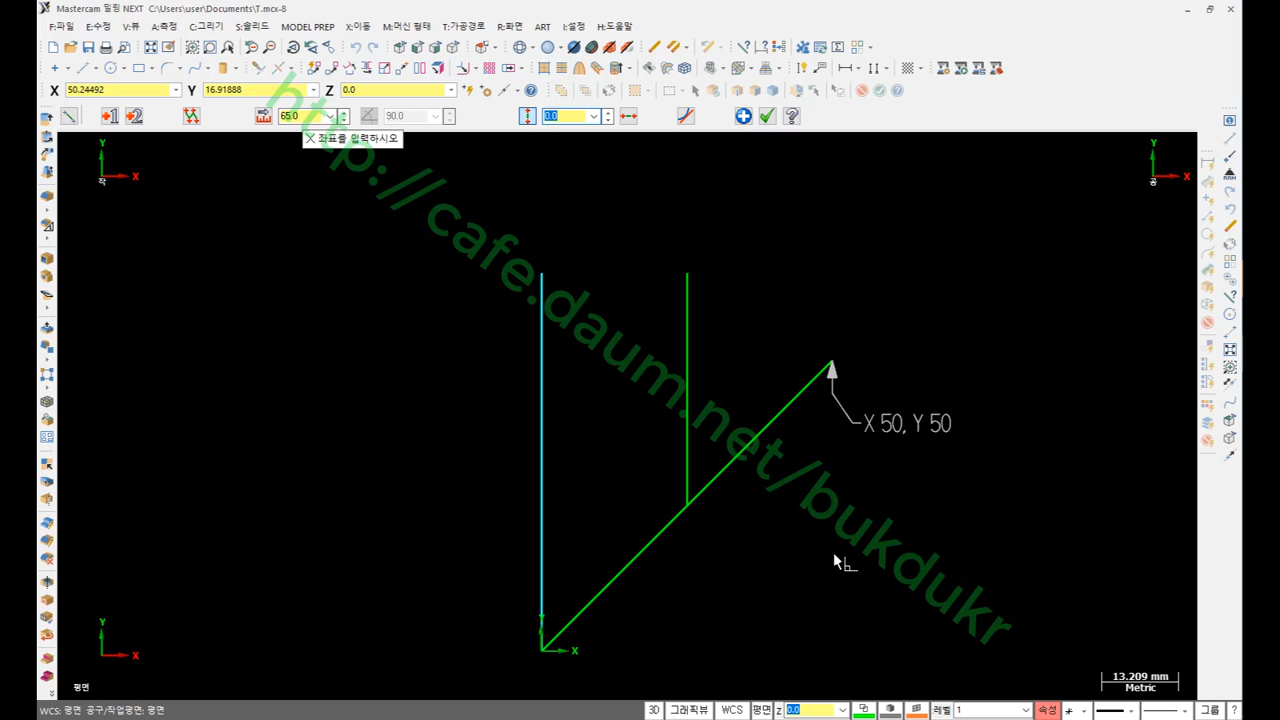 Mastercam 밀링 NEXT C:\Users\user\Documents\T.mcx-8
F:파일 E:수정 V:뷰 A:측정 C:그리기 S:솔리드 MODEL PREP X:이동 M:머신 형태 T:가공경로 R:화면 ART I:설정 H:도움말
X 50.24492 Y 16.91888 Z 0.0
65.0 90.0 0.0
X 좌표를 입력하시오
Y Y
X X
작 공
http://cafe.daum.net/bukdukr
X 50, Y 50
Y
X X
평면
13.209 mm
Metric
WCS: 평면 공구/작업평면: 평면 3D 그래픽뷰 WCS 평면 Z 0.0 레벨 1 속성 그룹 ?